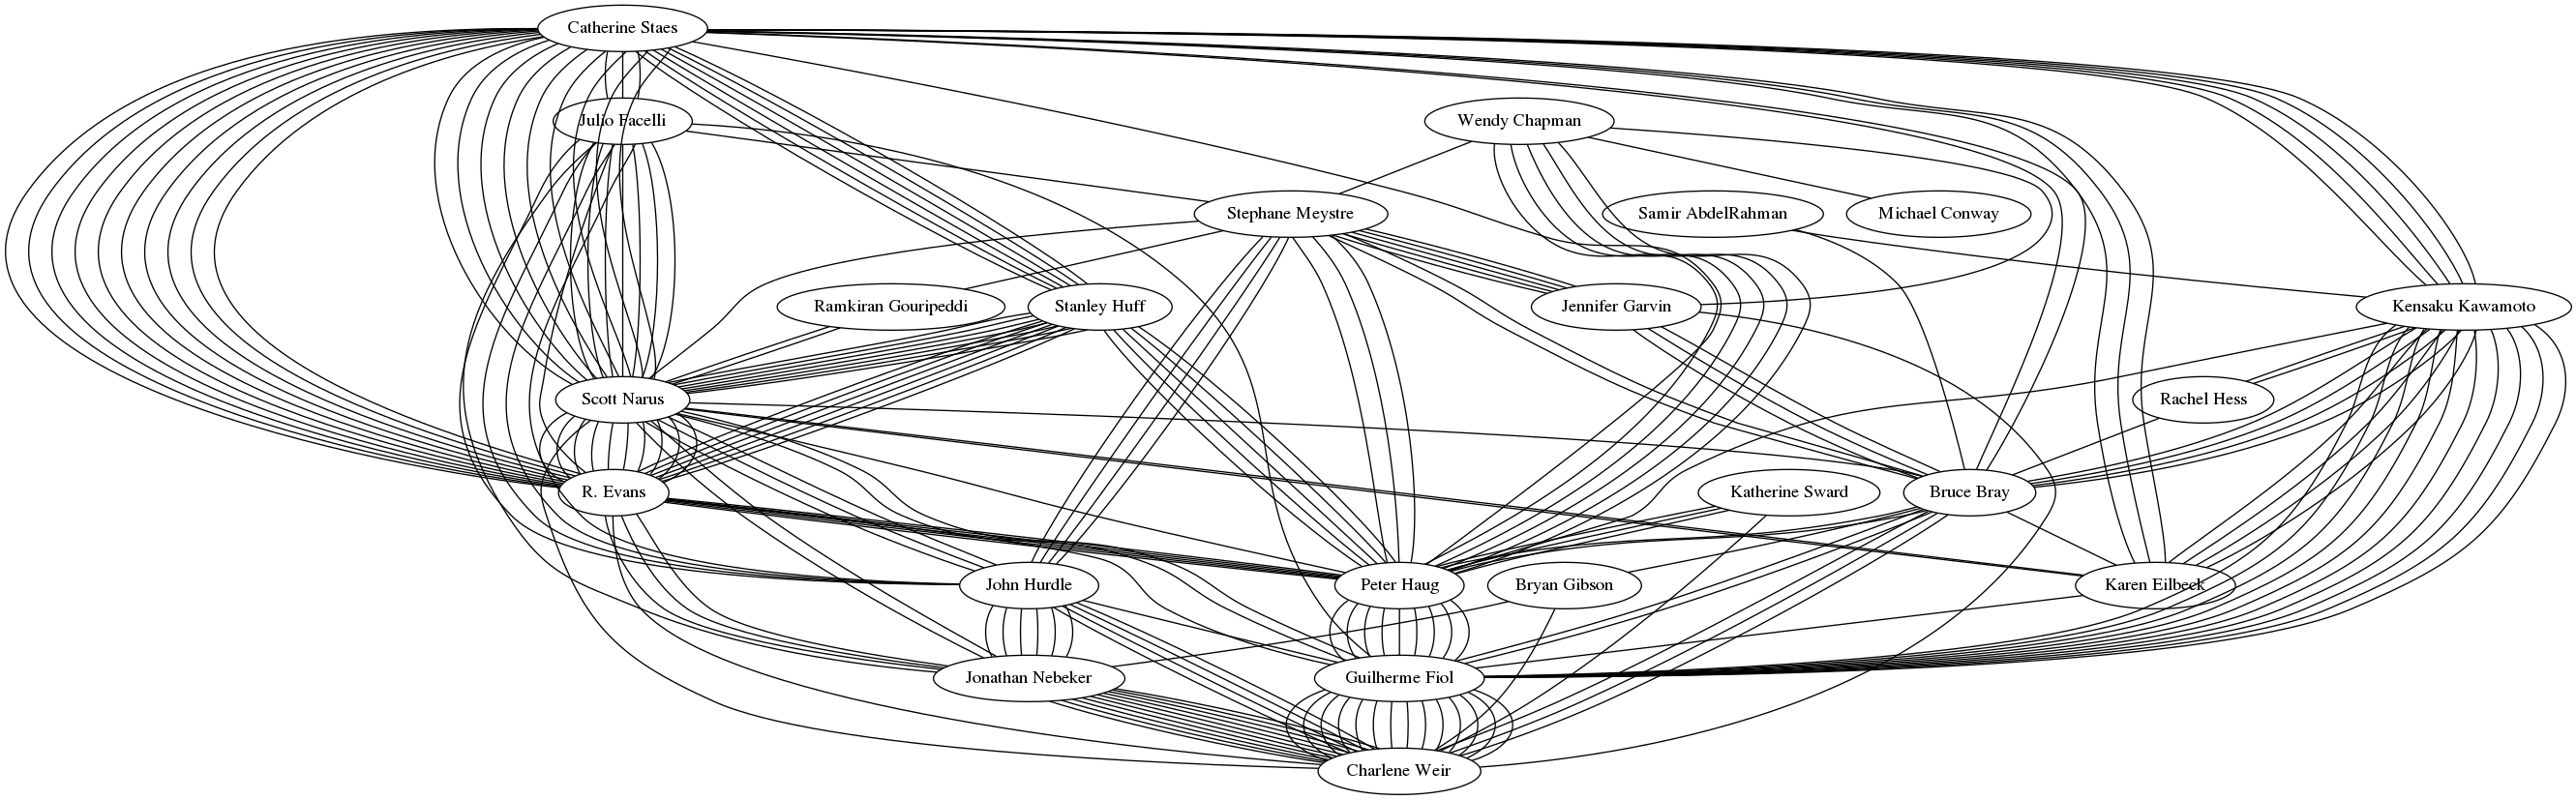 Catherine Staes
Julio Facelli
Wendy Chapman
Stephane Meystre
Samir AbdelRahman
Michael Conway
Ramkiran Gouripeddi
Stanley Huff
Jennifer Garvin
Kensaku Kawamoto
Scott Narus
Rachel Hess
R. Evans
Katherine Sward
Bruce Bray
John Hurdle
Peter Haug
Bryan Gibson
Karen Eilbeck
Jonathan Nebeker
Guilherme Fiol
Charlene Weir